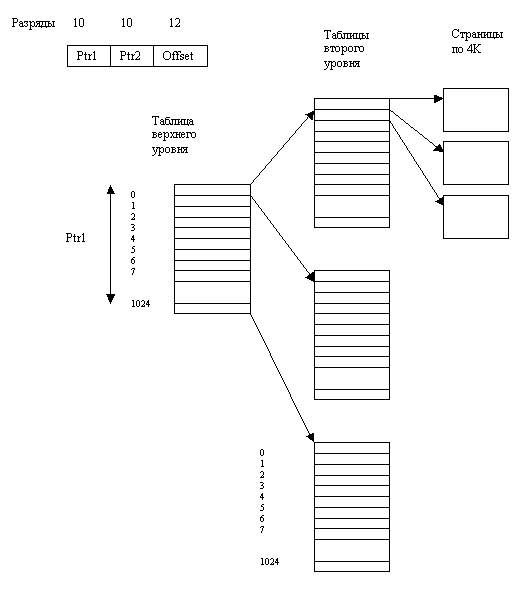 Разряды 10 10 12
Ptr1 Ptr2 Offset
Таблицы
второго
уровня
Страницы
по 4К
Таблица
верхнего
уровня
Ptr1
0
1
2
3
4
5
6
7
1024
0
1
2
3
4
5
6
7
1024